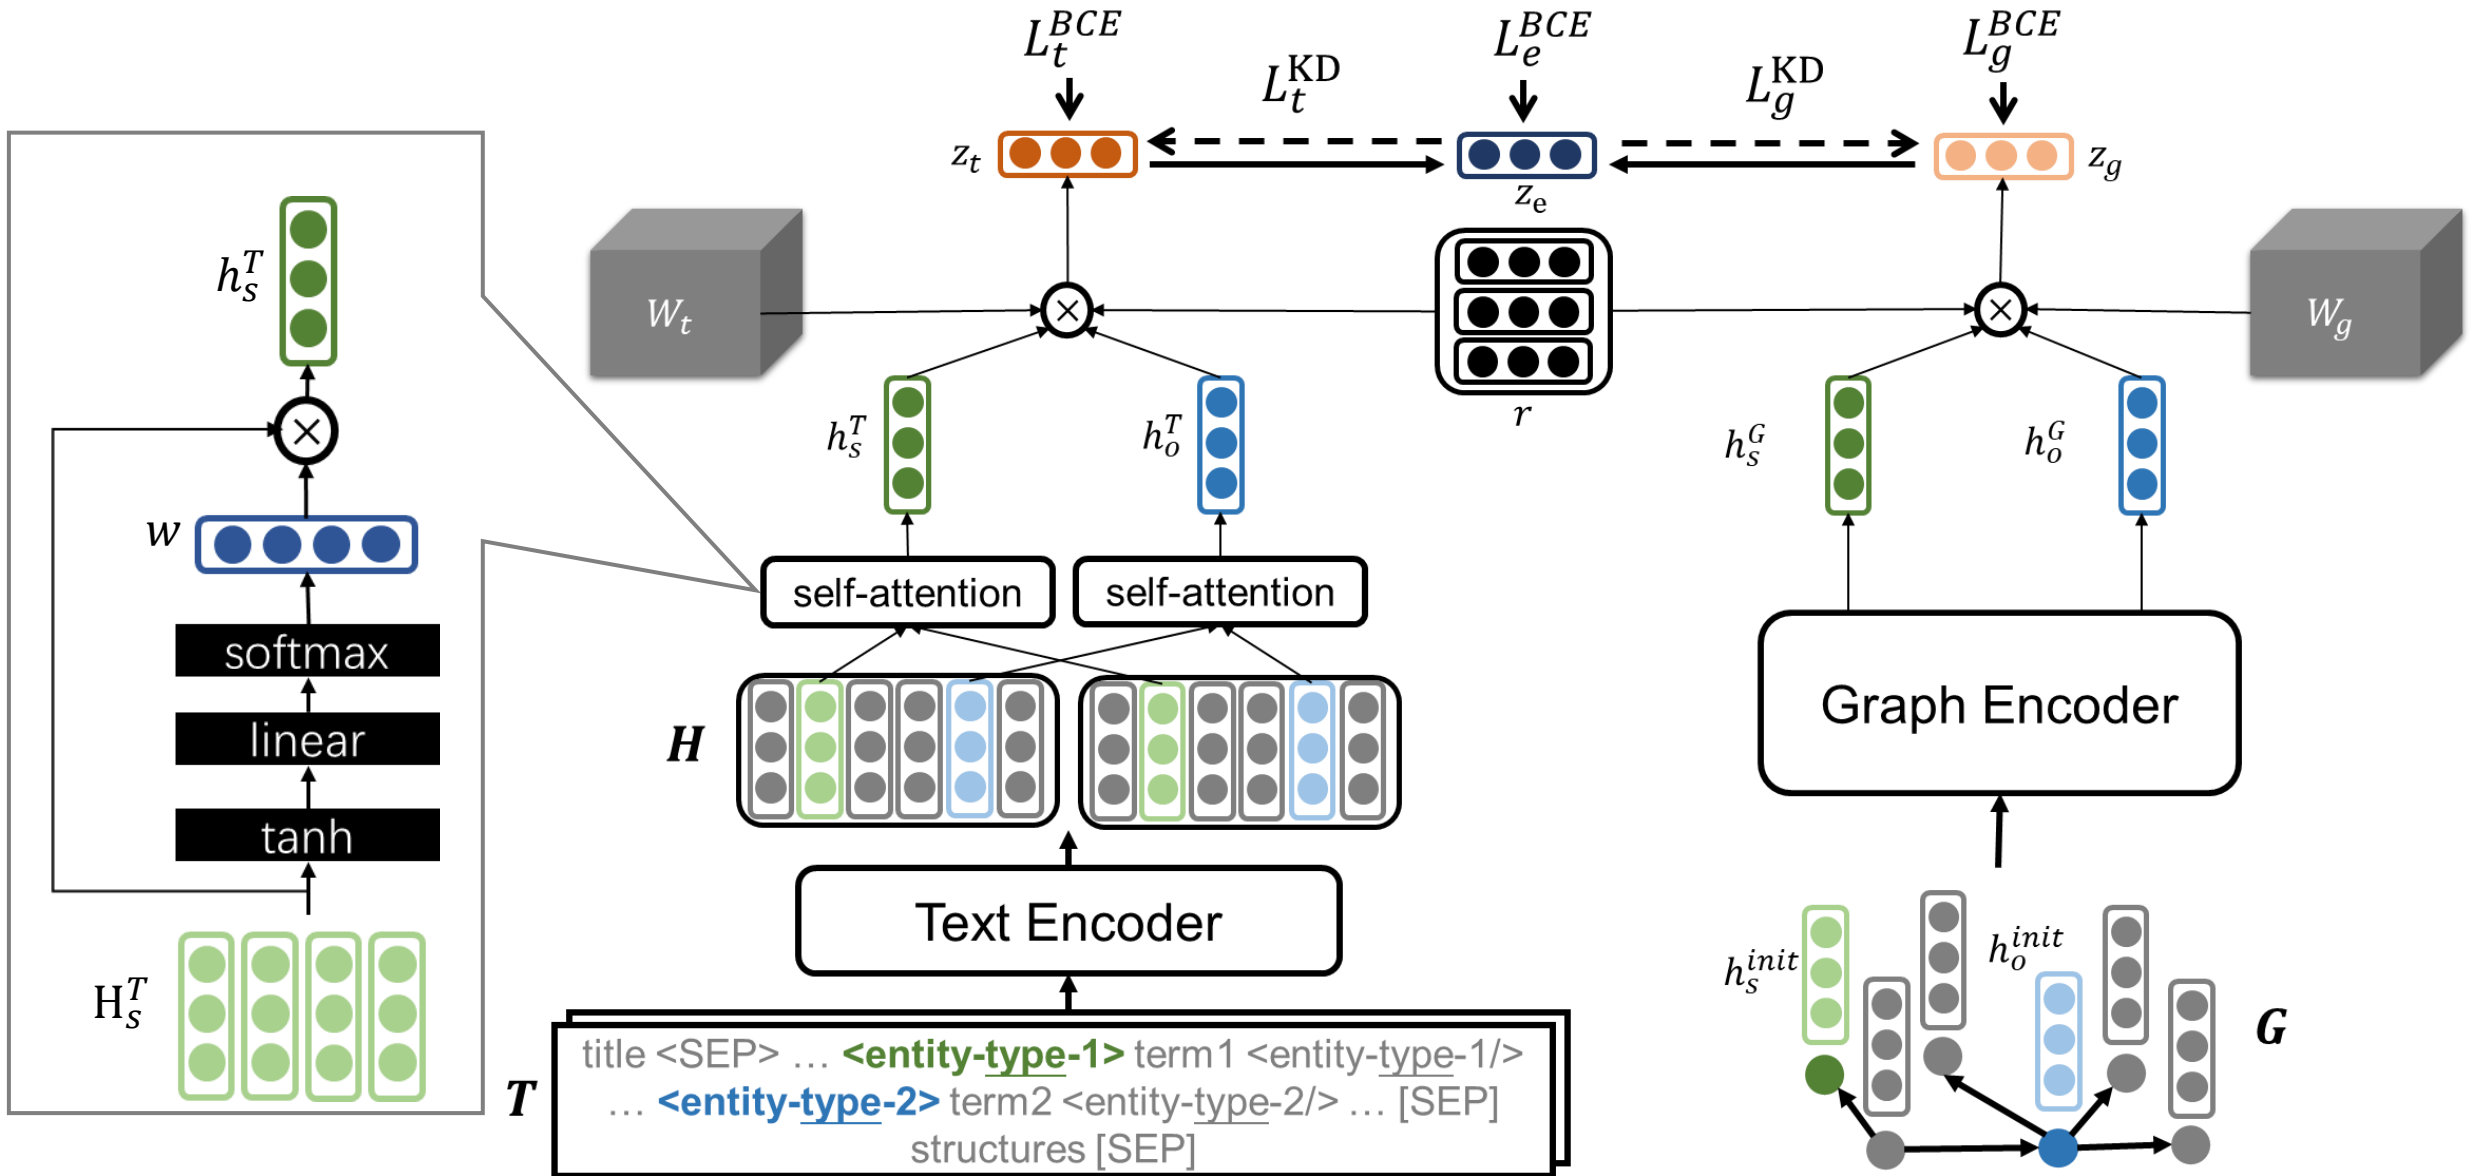 L_t^{BCE}
L_e^{BCE}
L_g^{BCE}
L_t^{KD}
L_g^{KD}
z_t
z_e
z_g
W_t
r
W_g
h_s^T
h_o^T
h_s^G
h_o^G
self-attention
self-attention
H
Text Encoder
Graph Encoder
h_s^T
w
softmax
linear
tanh
H_s^T
T
title <SEP> … <entity-type-1> term1 <entity-type-1/>
… <entity-type-2> term2 <entity-type-2/> … [SEP]
structures [SEP]
h_s^{init}
h_o^{init}
G